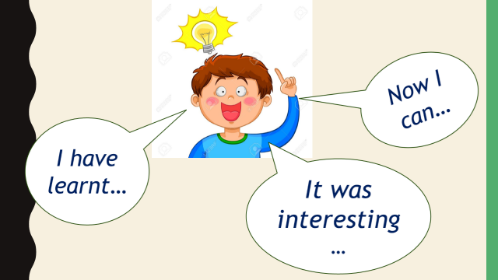 Now I
can…
I have
learnt…
It was
interesting
…